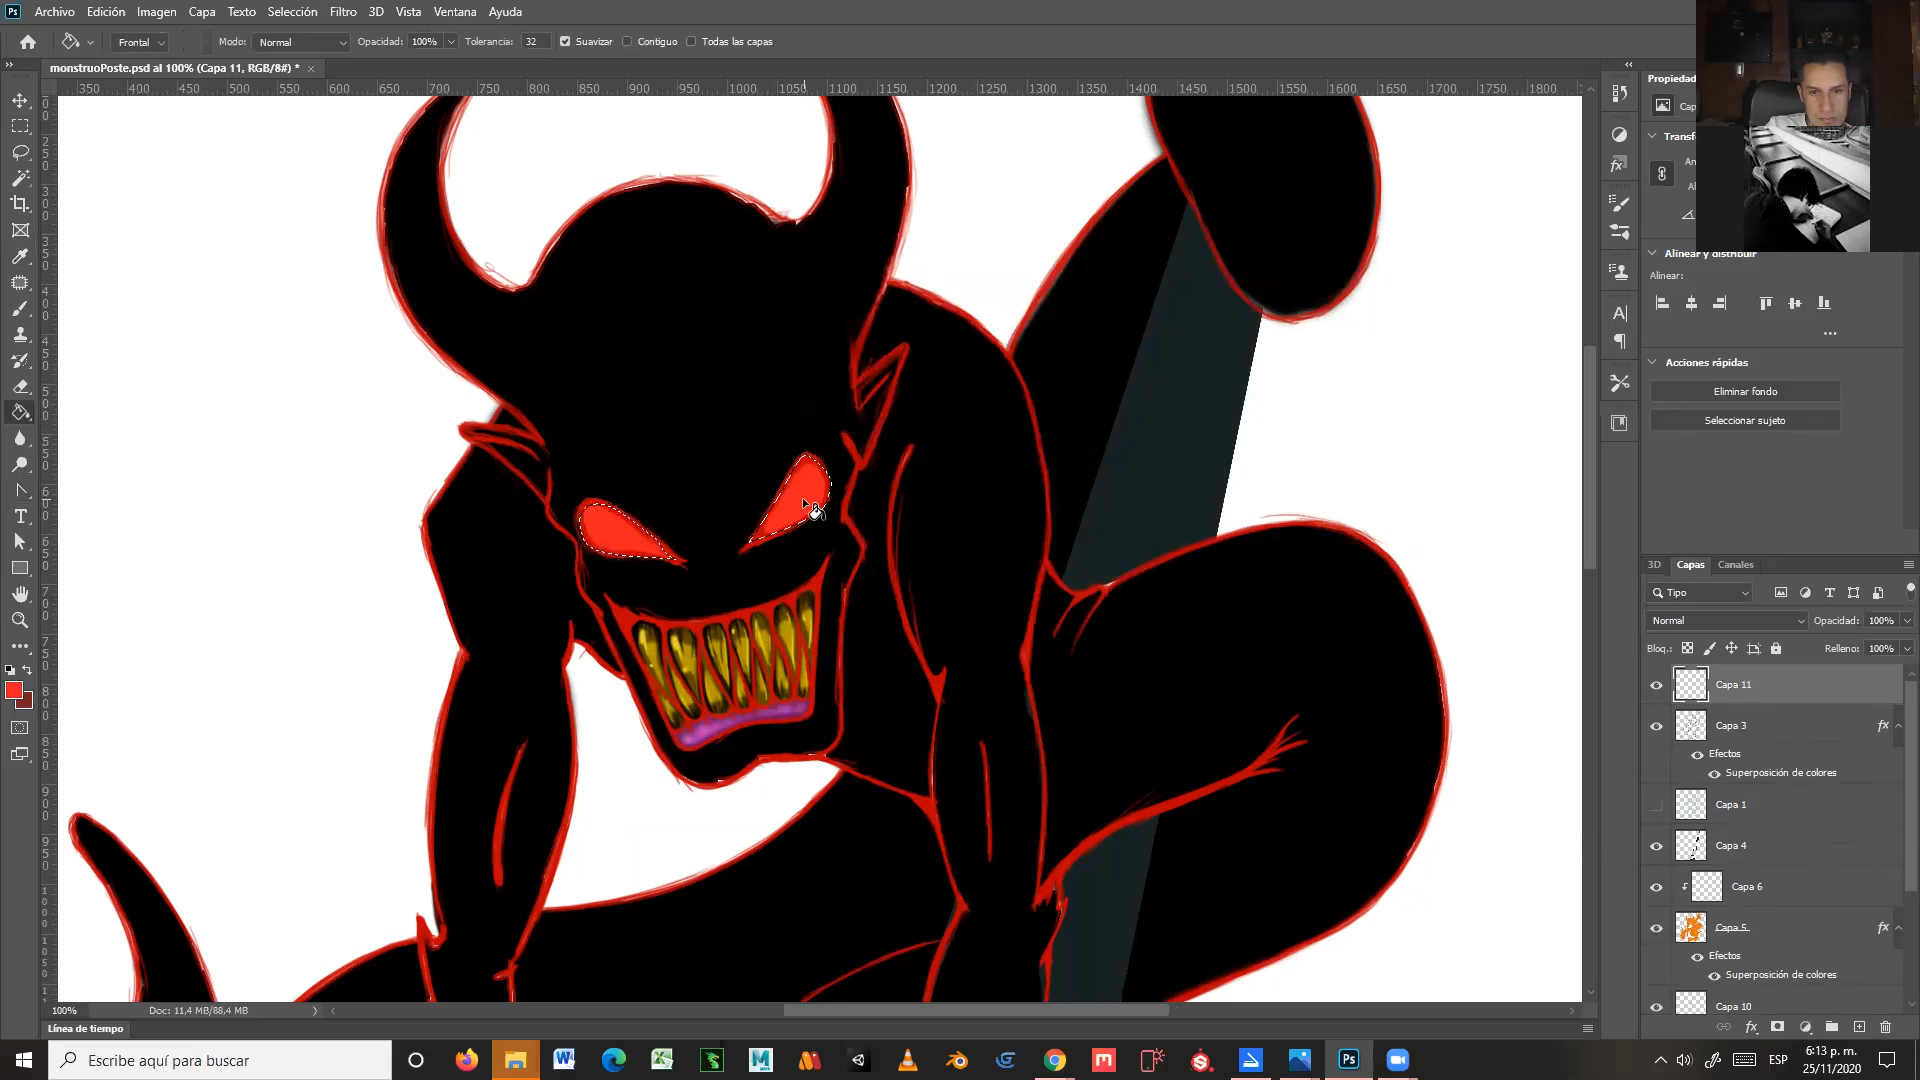 Ps Archivo Edición Imagen Capa Texto Selección Filtro 3D Vista Ventana Ayuda
Frontal Modo: Normal Opacidad: 100% Tolerancia: 32 Suavizar Contiguo Todas las capas
monstruoPoste.psd al 100% (Capa 11, RGB/8#) * ×
350 400 450 500 550 600 650 700 750 800 850 900 950 1000 1050 1100 1150 1200 1250 1300 1350 1400 1450 1500 1550 1600 1650 1700 1750 1800
Propiedad
Cap
Transf
An
Al
Alinear y distribuir
Alinear:
Acciones rápidas
Eliminar fondo
Seleccionar sujeto
3D Capas Canales
Tipo
Normal Opacidad: 100%
Bloq.: Relleno: 100%
Capa 11
Capa 3 fx
Efectos
Superposición de colores
Capa 1
Capa 4
Capa 6
Capa 5 fx
Efectos
Superposición de colores
Capa 10
100% Doc: 11,4 MB/88,4 MB
Línea de tiempo
Escribe aquí para buscar
ESP
6:13 p. m.
25/11/2020